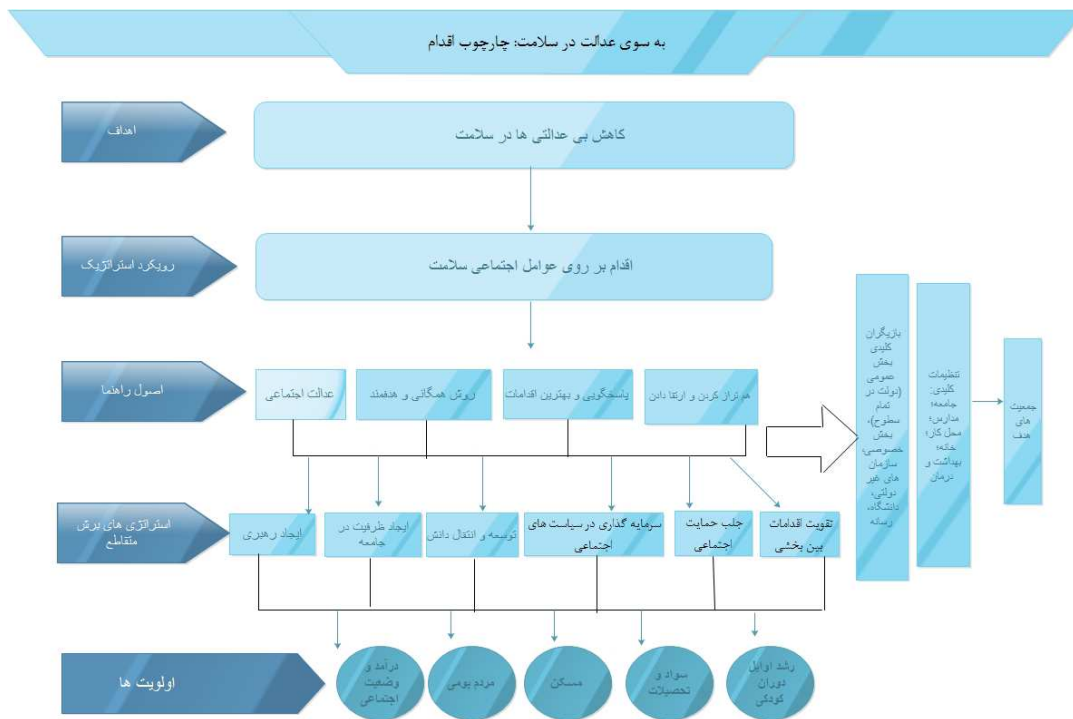 به سوی عدالت در سلامت: چارچوب اقدام
اهداف
کاهش بی عدالتی ها در سلامت
رویکرد استراتژیک
اقدام بر روی عوامل اجتماعی سلامت
اصول راهنما
هم تراز کردن و ارتقا دادن
پاسخگویی و بهترین اقدامات
روش همگانی و هدفمند
عدالت اجتماعی
بازیگران
کلیدی
بخش
عمومی
(دولت در
تمام
سطوح)،
بخش
خصوصی،
سازمان
های غیر
دولتی،
دانشگاه،
رسانه
تنظیمات
کلیدی:
جامعه؛
مدارس؛
محل کار؛
خانه؛
بهداشت و
درمان
جمعیت
های
هدف
استراتژی های برش
متقاطع
تقویت اقدامات
بین بخشی
جلب حمایت
اجتماعی
سرمایه گذاری در سیاست های
اجتماعی
توسعه و انتقال دانش
ایجاد ظرفیت در
جامعه
ایجاد رهبری
اولویت ها
رشد اوایل
دوران
کودکی
سواد و
تحصیلات
مسکن
مردم بومی
درآمد و
وضعیت
اجتماعی